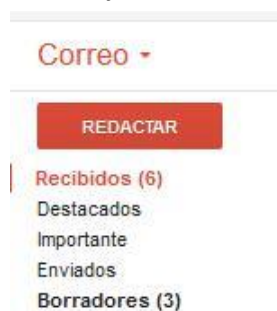 Correo
REDACTAR
Recibidos (6)
Destacados
Importante
Enviados
Borradores (3)